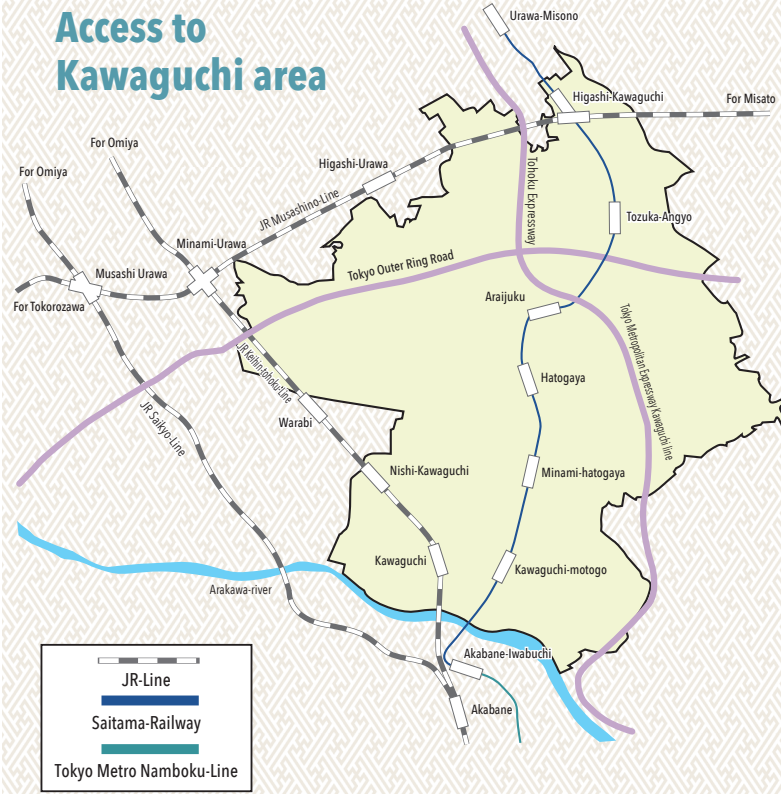 Access to
Kawaguchi area
Urawa-Misono
Higashi-Kawaguchi
For Misato
For Omiya
For Omiya
Higashi-Urawa
JR Musashino-Line
Tohoku Expressway
Tozuka-Angyo
Minami-Urawa
Musashi Urawa
Tokyo Outer Ring Road
For Tokorozawa
Araijuku
Tokyo Metropolitan Expressway Kawaguchi line
JR Keihin-tohoku-Line
Hatogaya
JR Saikyo-Line
Warabi
Nishi-Kawaguchi
Minami-hatogaya
Kawaguchi
Kawaguchi-motogo
Arakawa-river
Akabane-Iwabuchi
Akabane
JR-Line
Saitama-Railway
Tokyo Metro Namboku-Line